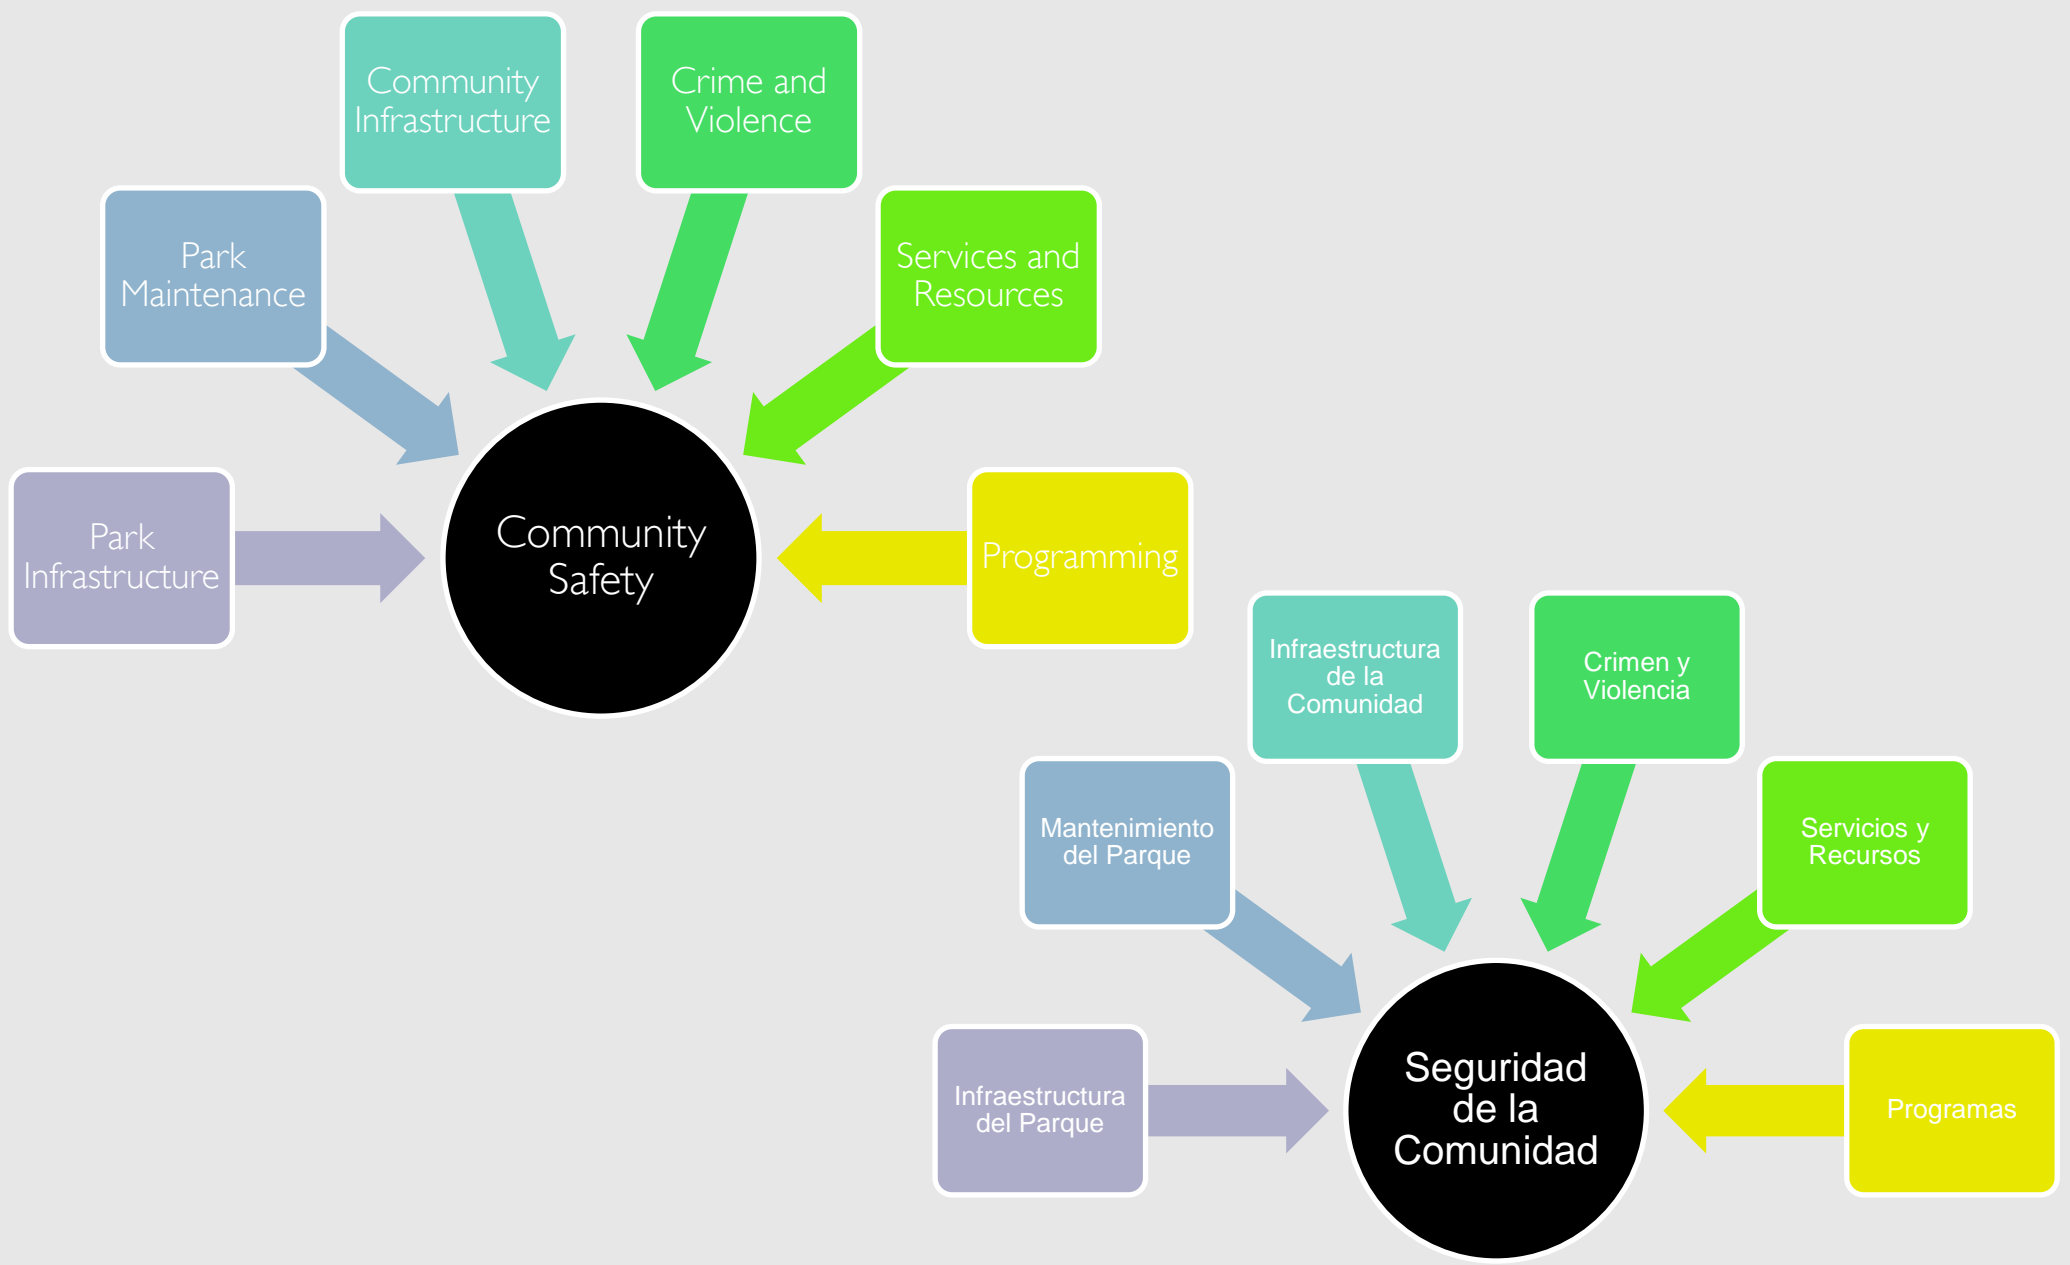 Community
Infrastructure
Crime and
Violence
Park
Maintenance
Services and
Resources
Park
Infrastructure
Community
Safety
Programming
Infraestructura
de la
Comunidad
Crimen y
Violencia
Mantenimiento
del Parque
Servicios y
Recursos
Infraestructura
del Parque
Seguridad
de la
Comunidad
Programas